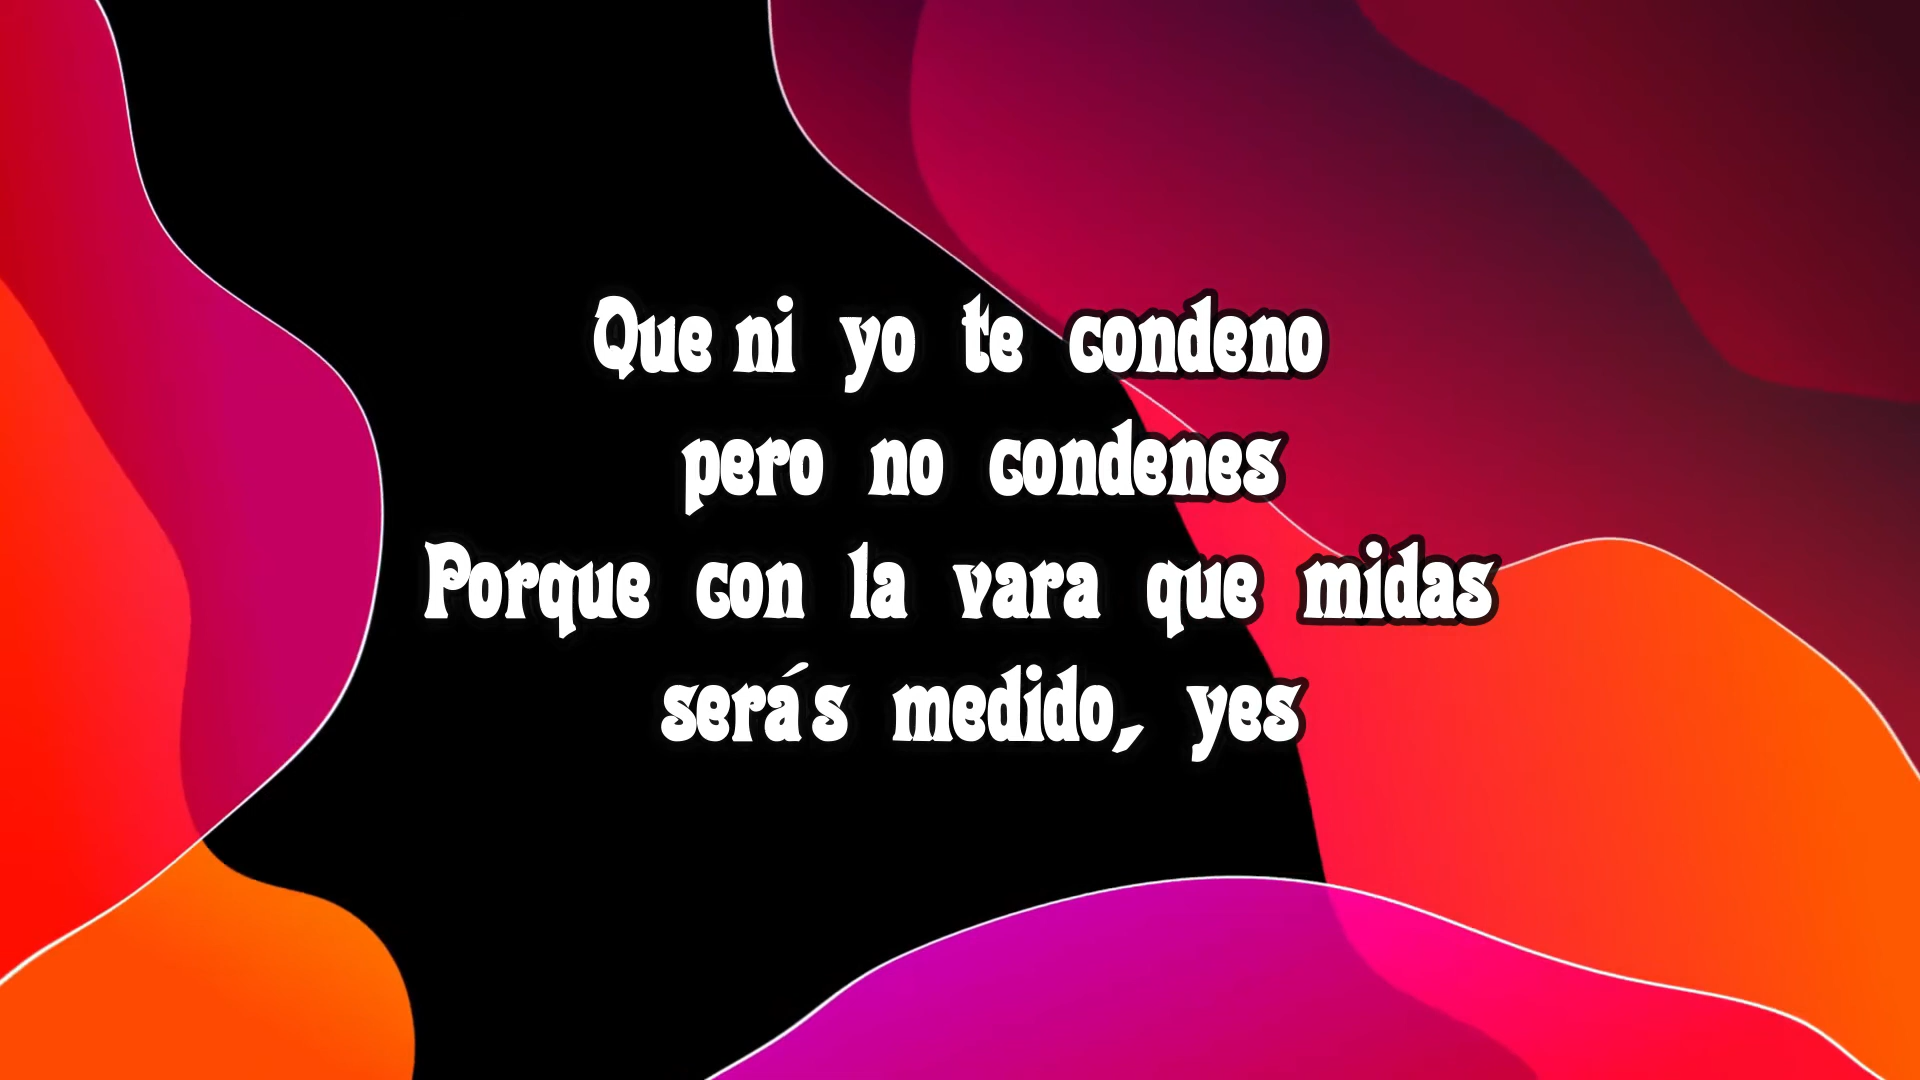 Que ni yo te condeno
pero no condenes
Porque con la vara que midas
serás medido, yes